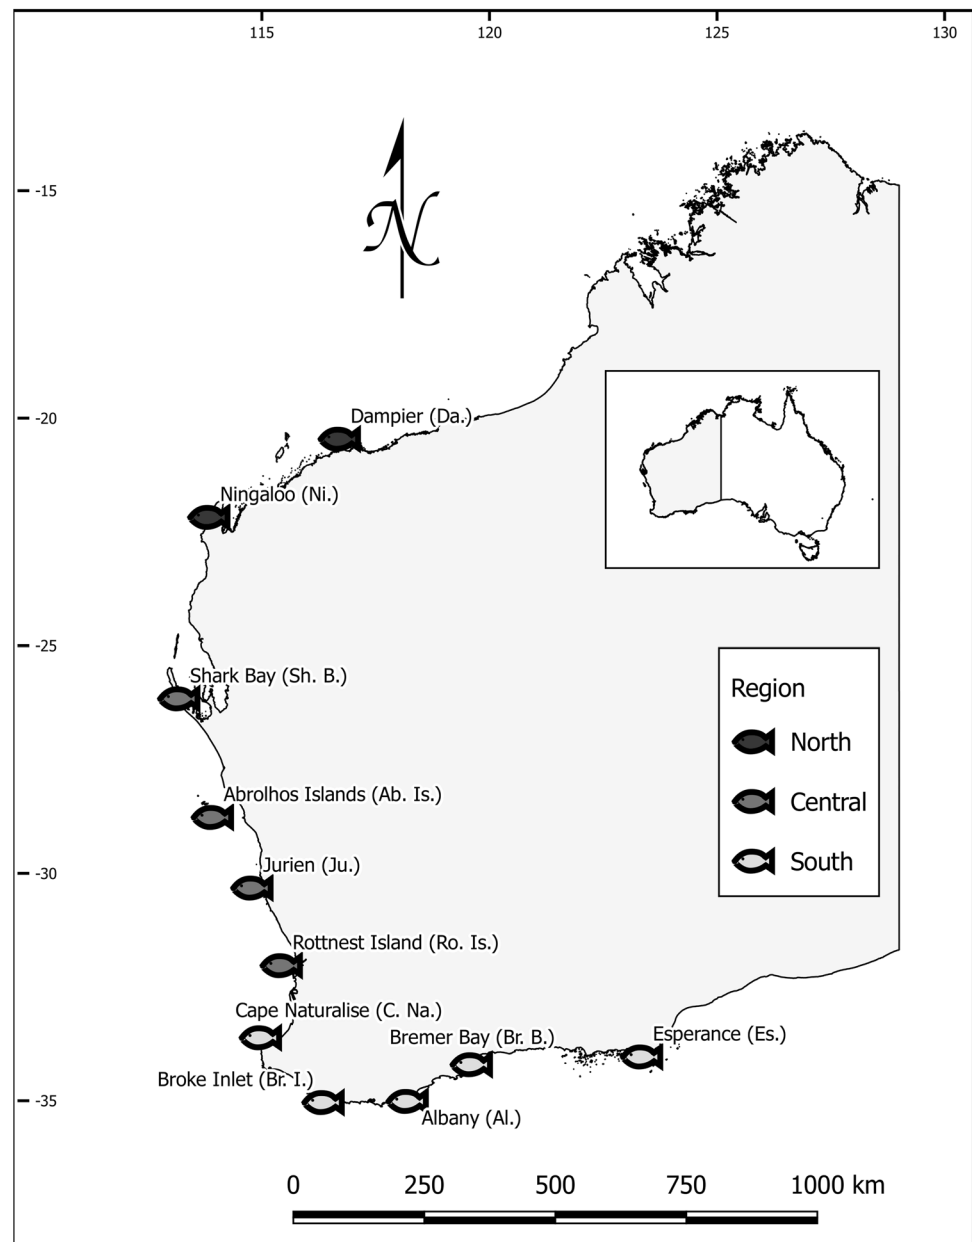 115
120
125
130
N
-15
-20
Dampier (Da.)
Ningaloo (Ni.)
-25
Shark Bay (Sh. B.)
Region
North
Abrolhos Islands (Ab. Is.)
Central
Jurien (Ju.)
South
-30
Rottnest Island (Ro. Is.)
Cape Naturalise (C. Na.)
Bremer Bay (Br. B.)
Esperance (Es.)
Broke Inlet (Br. I.)
-35
Albany (Al.)
0
250
500
750
1000 km